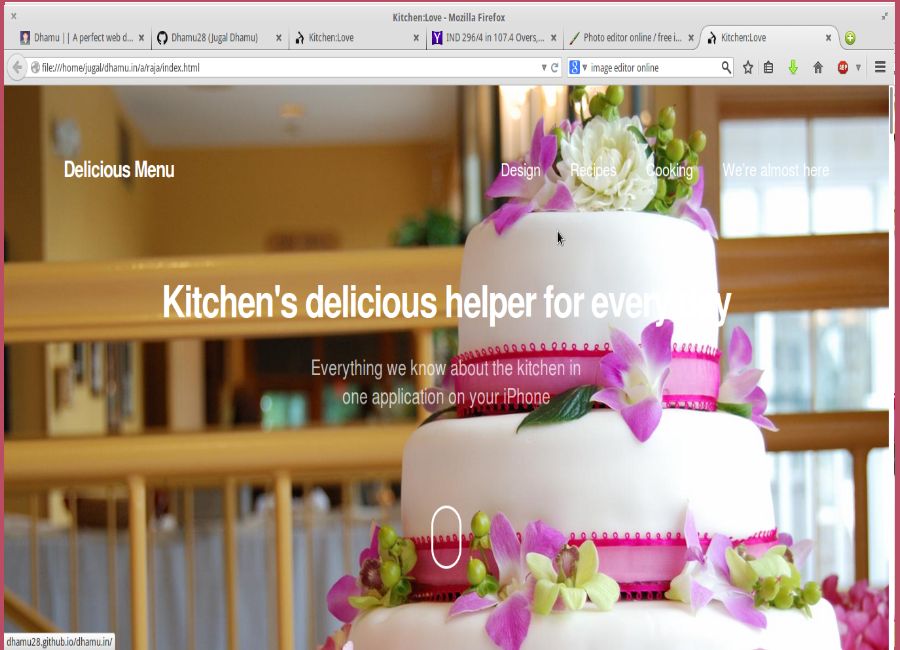 Kitchen:Love - Mozilla Firefox
Dhamu || A perfect web d...
Dhamu28 (Jugal Dhamu)
Kitchen:Love
IND 296/4 in 107.4 Overs,...
Photo editor online / free i...
Kitchen:Love
file:///home/jugal/dhamu.in/a/raja/index.html
image editor online
ABP
Delicious Menu
Design Recipes Cooking We're almost here
Kitchen's delicious helper for everyday
Everything we know about the kitchen in
one application on your iPhone
dhamu28.github.io/dhamu.in/